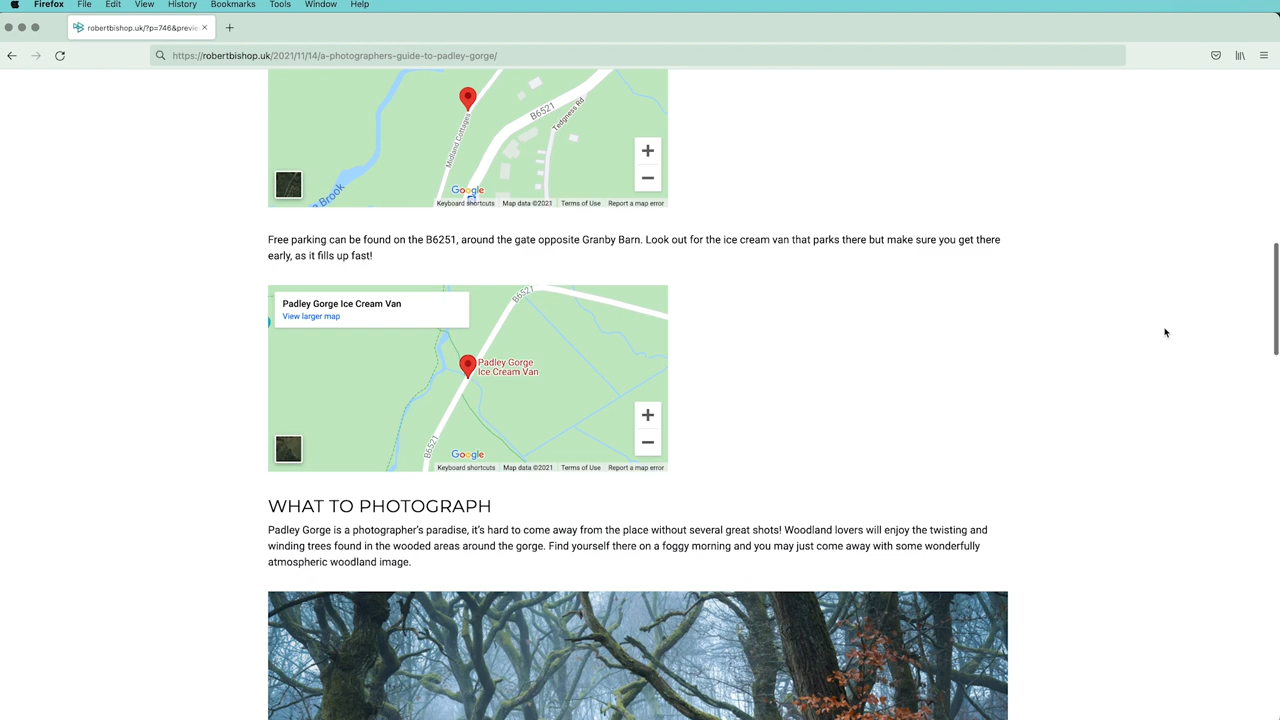 Firefox File Edit View History Bookmarks Tools Window Help
robertbishop.uk/?p=746&previe
https://robertbishop.uk/2021/11/14/a-photographers-guide-to-padley-gorge/
B6521
Tedgness Rd
Midland Cottages
Brook
Google
Keyboard shortcuts Map data ©2021 Terms of Use Report a map error
Free parking can be found on the B6251, around the gate opposite Granby Barn. Look out for the ice cream van that parks there but make sure you get there
early, as it fills up fast!
Padley Gorge Ice Cream Van
View larger map
B6521
Padley Gorge
Ice Cream Van
B6521
Google
Keyboard shortcuts Map data ©2021 Terms of Use Report a map error
WHAT TO PHOTOGRAPH
Padley Gorge is a photographer's paradise, it's hard to come away from the place without several great shots! Woodland lovers will enjoy the twisting and
winding trees found in the wooded areas around the gorge. Find yourself there on a foggy morning and you may just come away with some wonderfully
atmospheric woodland image.